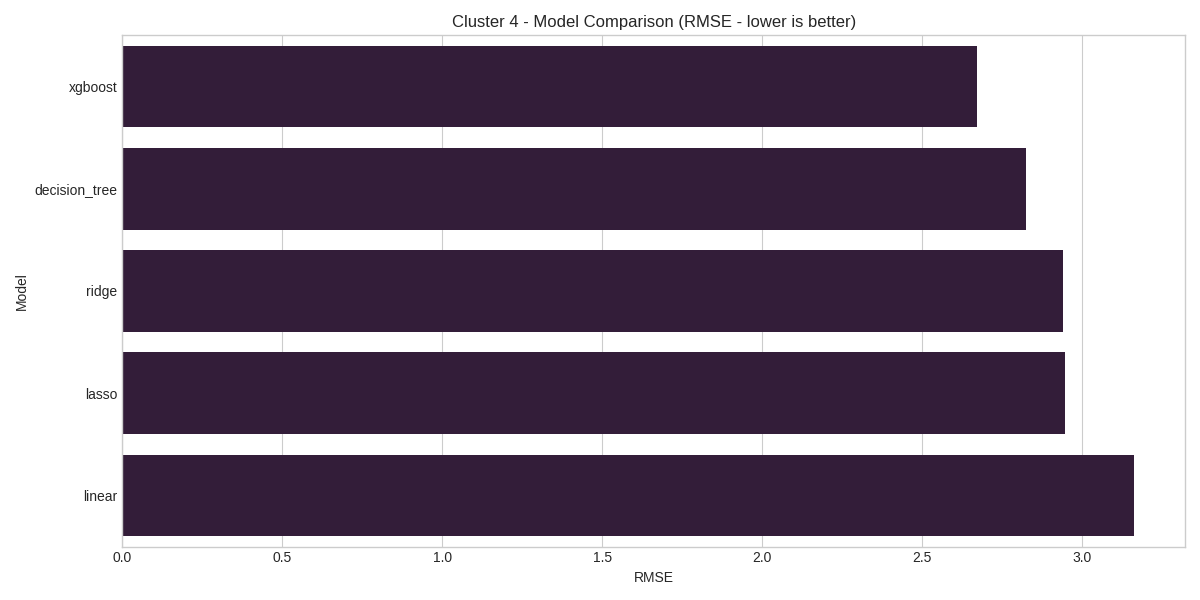 Cluster 4 - Model Comparison (RMSE - lower is better)
xgboost
decision_tree
ridge
lasso
linear
Model
0.0 0.5 1.0 1.5 2.0 2.5 3.0
RMSE